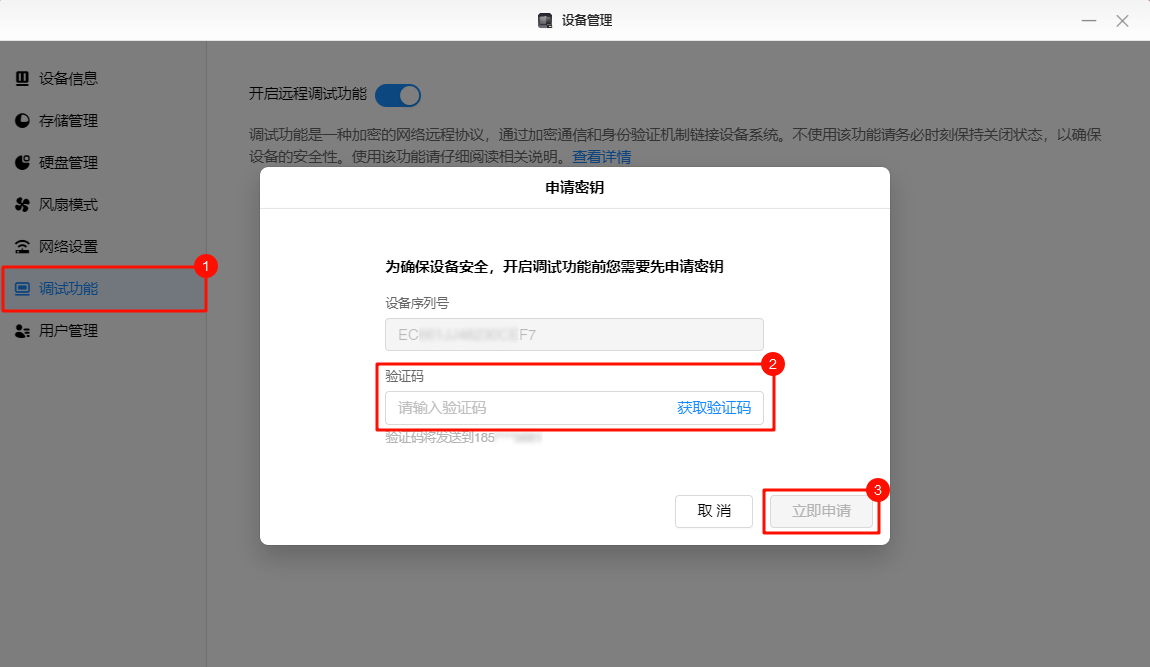 设备管理
设备信息
存储管理
硬盘管理
风扇模式
网络设置
1
调试功能
用户管理
开启远程调试功能
调试功能是一种加密的网络远程协议，通过加密通信和身份验证机制链接设备系统。不使用该功能请务必时刻保持关闭状态，以确保
设备的安全性。使用该功能请仔细阅读相关说明。查看详情
申请密钥
为确保设备安全，开启调试功能前您需要先申请密钥
设备序列号
EC F7
2
验证码
请输入验证码 获取验证码
验证码将发送到185
3
取 消 立即申请